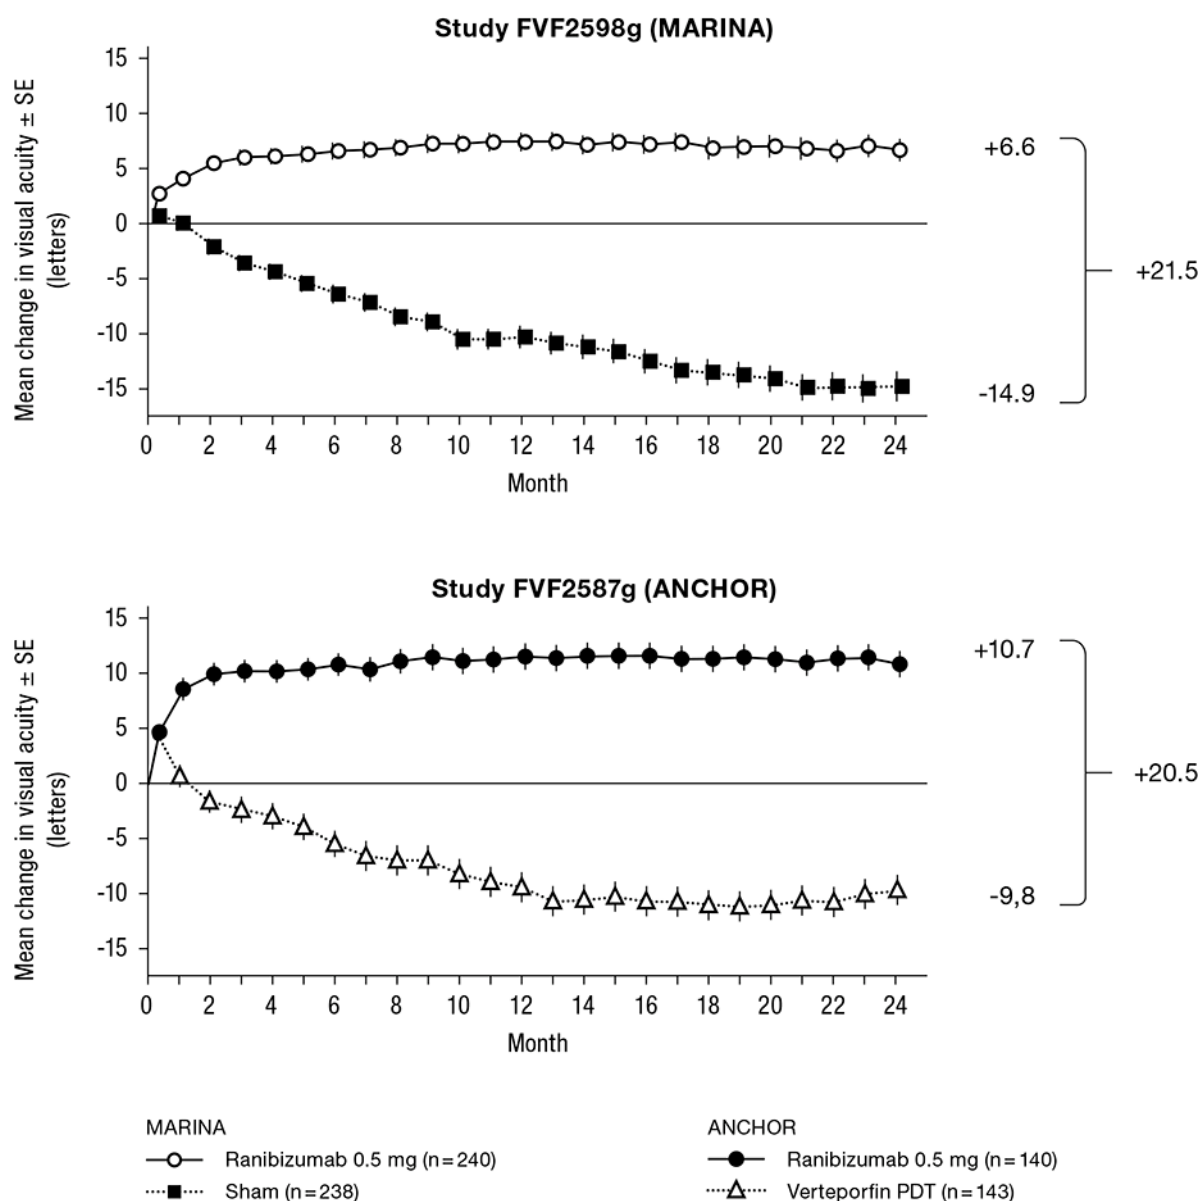 Study FVF2598g (MARINA)
Mean change in visual acuity ± SE
(letters)
15
10
5
0
-5
-10
-15
0 2 4 6 8 10 12 14 16 18 20 22 24
Month
+6.6
+21.5
-14.9
Study FVF2587g (ANCHOR)
Mean change in visual acuity ± SE
(letters)
15
10
5
0
-5
-10
-15
0 2 4 6 8 10 12 14 16 18 20 22 24
Month
+10.7
+20.5
-9,8
MARINA
Ranibizumab 0.5 mg (n=240)
Sham (n=238)
ANCHOR
Ranibizumab 0.5 mg (n=140)
Verteporfin PDT (n=143)